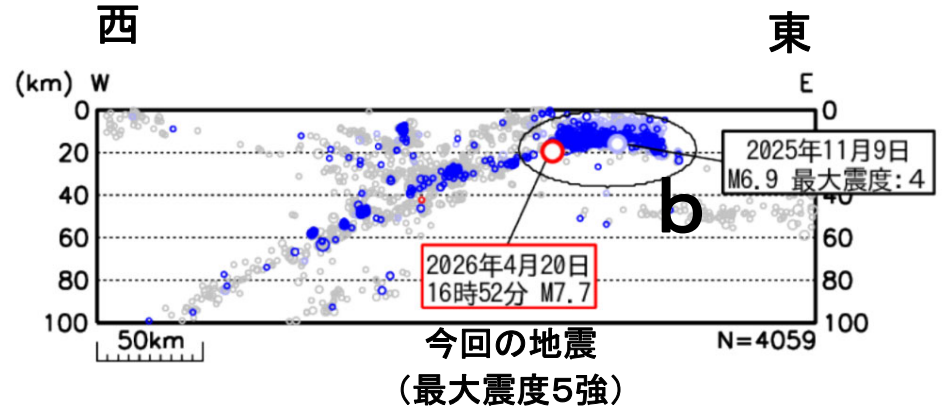 西
東
(km) W
E
0
0
20
2025年11月9日
M6.9 最大震度:4
40
40
b
60
60
2026年4月20日
16時52分 M7.7
80
80
100
100
50km
今回の地震
N=4059
(最大震度5強)